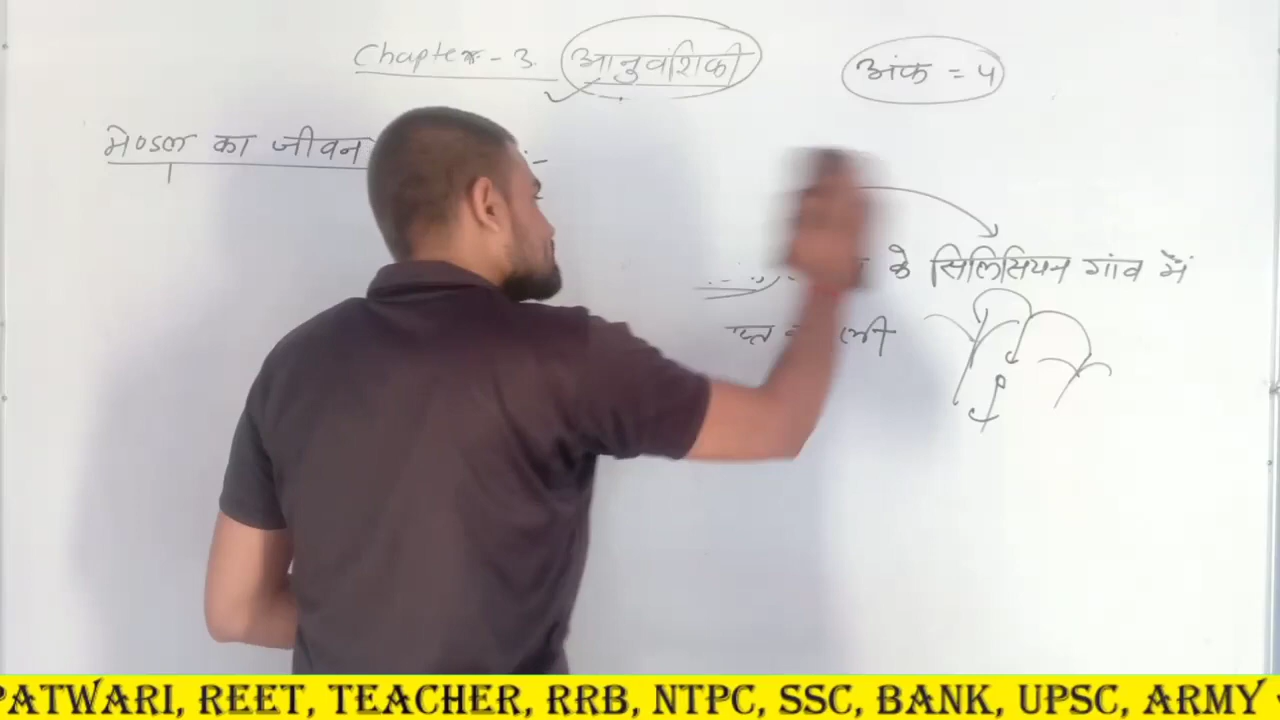 Chapter - 3. आनुवंशिकी
अंक = 4
मेण्डल का जीवन :-
के सिलिसियन गांव में
ली
PATWARI, REET, TEACHER, RRB, NTPC, SSC, BANK, UPSC, ARMY